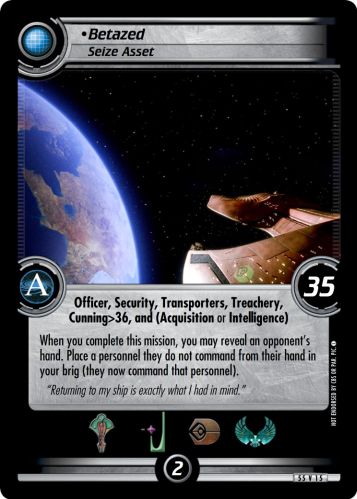 •Betazed
Seize Asset
A
35
Officer, Security, Transporters, Treachery,
Cunning>36, and (Acquisition or Intelligence)
When you complete this mission, you may reveal an opponent's
hand. Place a personnel they do not command from their hand in
your brig (they now command that personnel).
"Returning to my ship is exactly what I had in mind."
NOT ENDORSED BY CBS OR PAR. PIC.
2
55 V 15